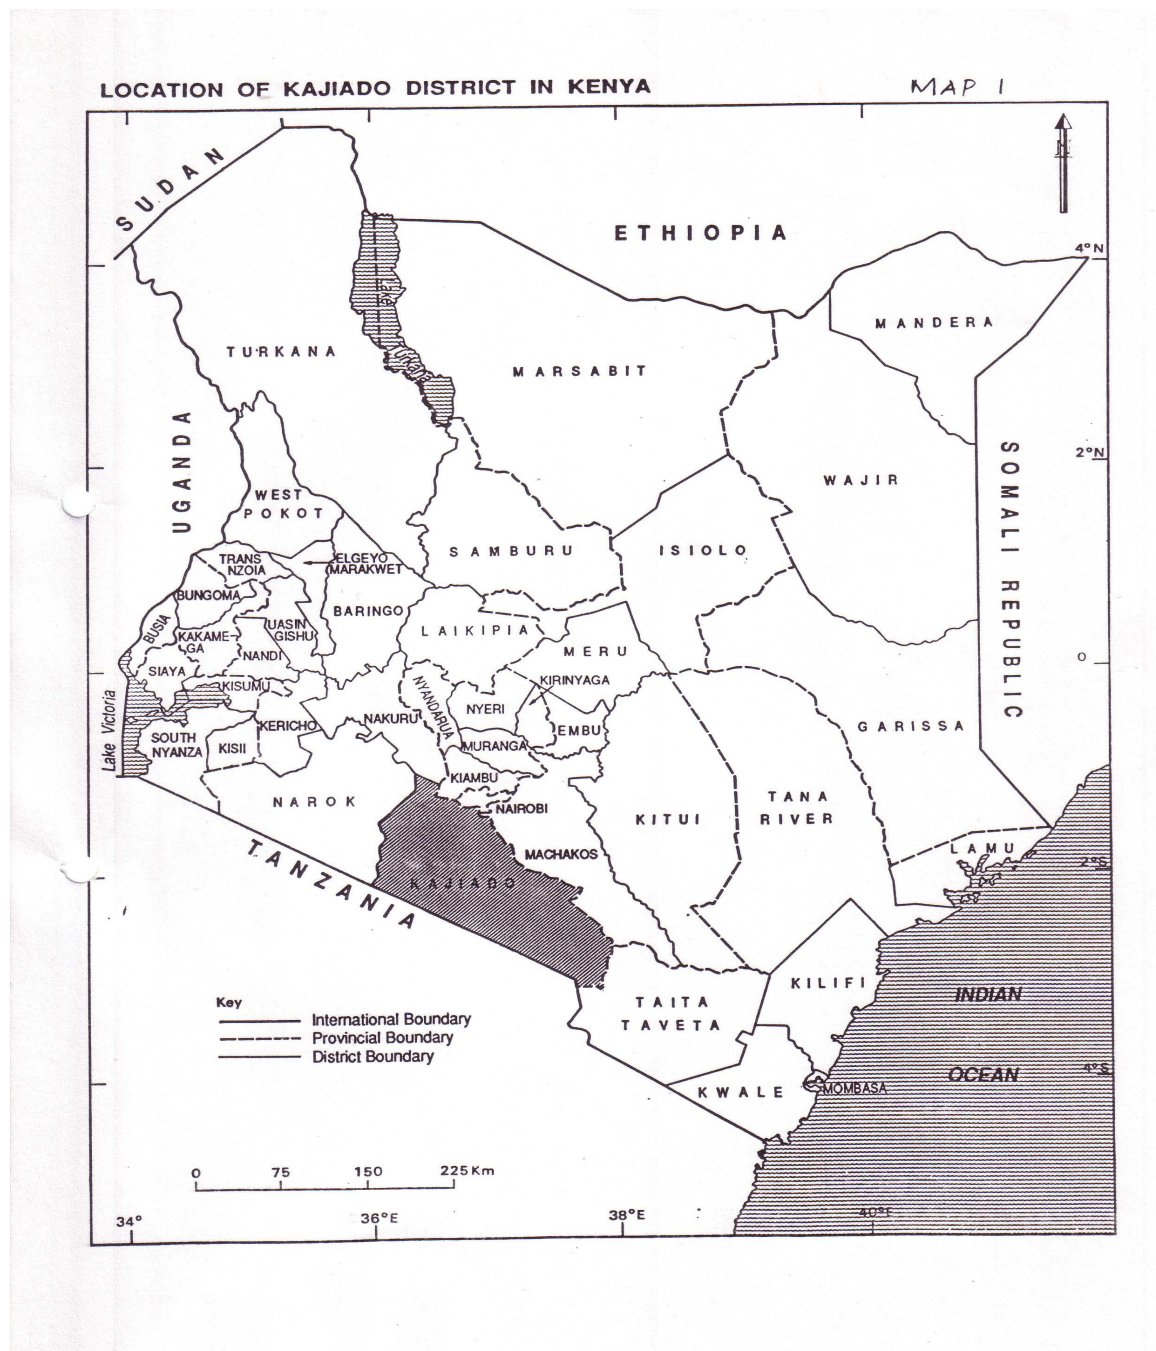 LOCATION OF KAJIADO DISTRICT IN KENYA
MAP 1
N
SUDAN
ETHIOPIA
4°N
MANDERA
Lake
Turkana
TURKANA
MARSABIT
UGANDA
2°N
SOMALI REPUBLIC
WAJIR
WEST
POKOT
SAMBURU
ISIOLO
TRANS
NZOIA
ELGEYO
MARAKWET
BUNGOMA
BARINGO
BUSIA
UASIN
GISHU
KAKAME-
GA
LAIKIPIA
MERU
NANDI
0
SIAYA
KISUMU
KIRINYAGA
Lake Victoria
NYANDARUA
NYERI
NAKURU
KERICHO
EMBU
GARISSA
SOUTH
NYANZA
KISII
MURANGA
KIAMBU
NAROK
NAIROBI
KITUI
TANA
RIVER
LAMU
MACHAKOS
2°S
TANZANIA
KAJIADO
KILIFI
INDIAN
OCEAN
TAITA
TAVETA
Key
International Boundary
Provincial Boundary
District Boundary
4°S
KWALE
MOMBASA
0 75 150 225 Km
34° 36°E 38°E 40°E